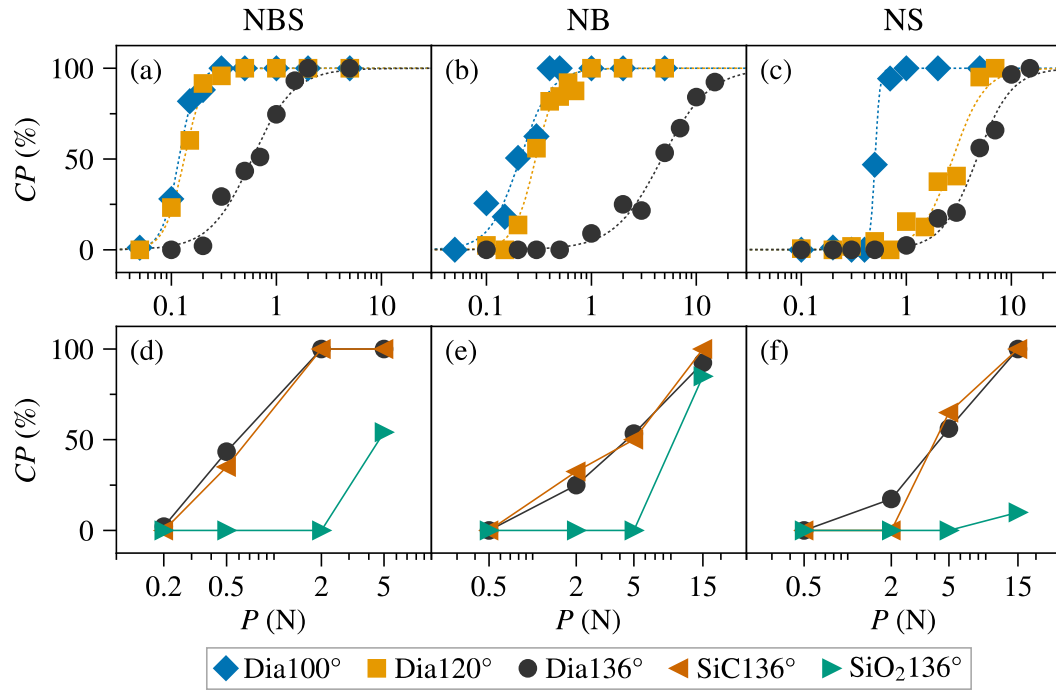 NBS NB NS
(a) (b) (c)
CP (%)
100
50
0
0.1 1 10 0.1 1 10 0.1 1 10
(d) (e) (f)
CP (%)
100
50
0
0.2 0.5 2 5 0.5 2 5 15 0.5 2 5 15
P (N) P (N) P (N)
Dia100° Dia120° Dia136° SiC136° SiO₂136°